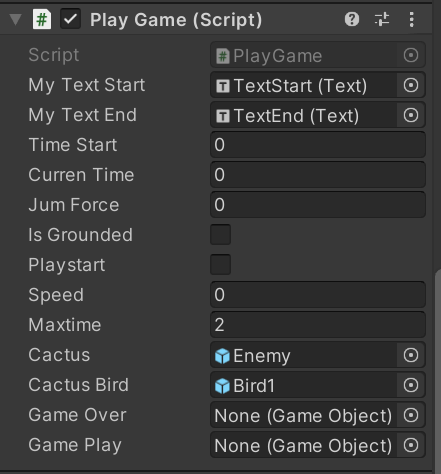 # Play Game (Script)
Script # PlayGame
My Text Start T TextStart (Text)
My Text End T TextEnd (Text)
Time Start 0
Curren Time 0
Jum Force 0
Is Grounded
Playstart
Speed 0
Maxtime 2
Cactus Enemy
Cactus Bird Bird1
Game Over None (Game Object)
Game Play None (Game Object)